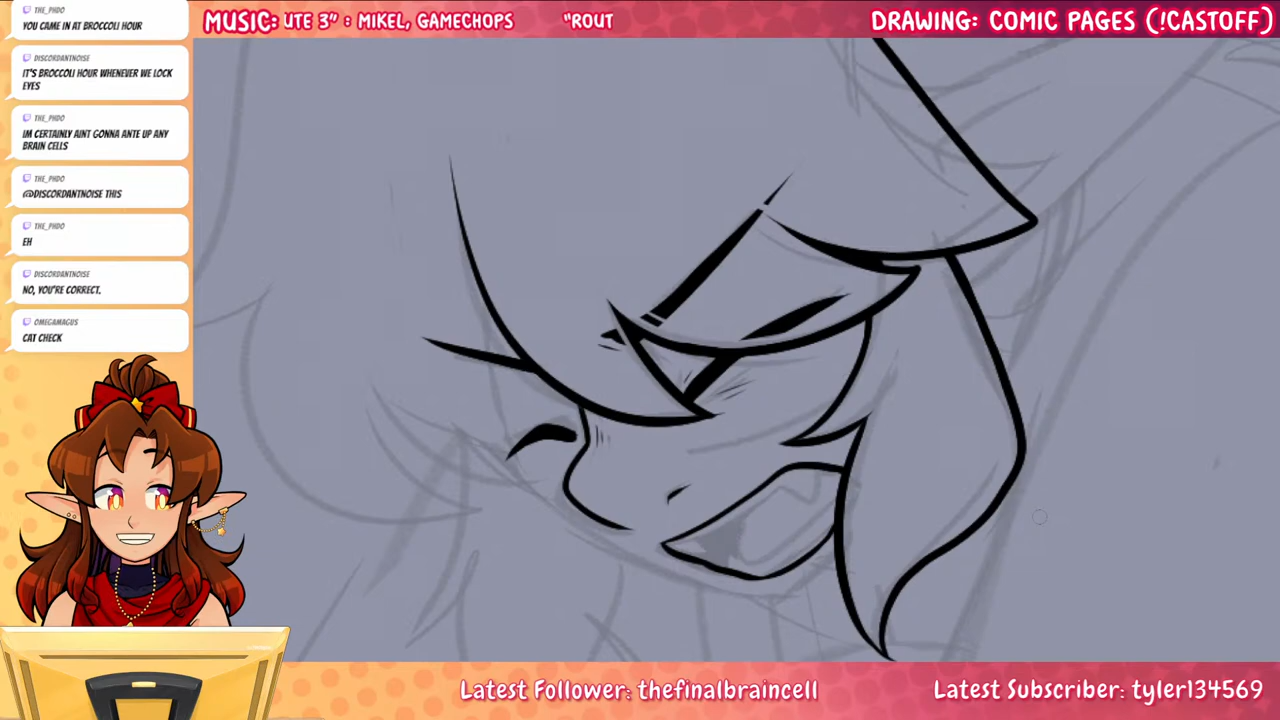 THE_PHDO
YOU CAME IN AT BROCCOLI HOUR
DISCORDANTNOISE
IT'S BROCCOLI HOUR WHENEVER WE LOCK
EYES
THE_PHDO
IM CERTAINLY AINT GONNA ANTE UP ANY
BRAIN CELLS
THE_PHDO
@DISCORDANTNOISE THIS
THE_PHDO
EH
DISCORDANTNOISE
NO, YOU'RE CORRECT.
OMEGAMAGUS
CAT CHECK
MUSIC: UTE 3" : MIKEL, GAMECHOPS "ROUT
DRAWING: COMIC PAGES (!CASTOFF)
Latest Follower: thefinalbraincell
Latest Subscriber: tyler134569